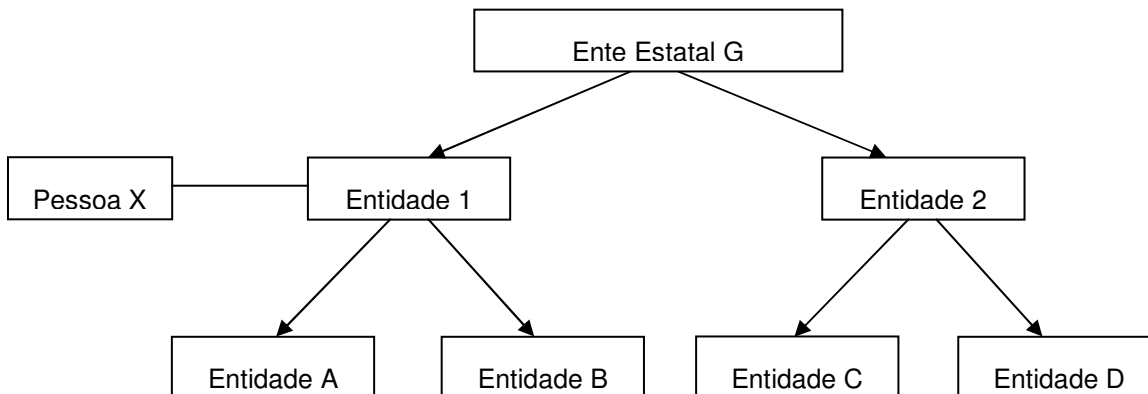 Ente Estatal G
Pessoa X
Entidade 1
Entidade 2
Entidade A
Entidade B
Entidade C
Entidade D